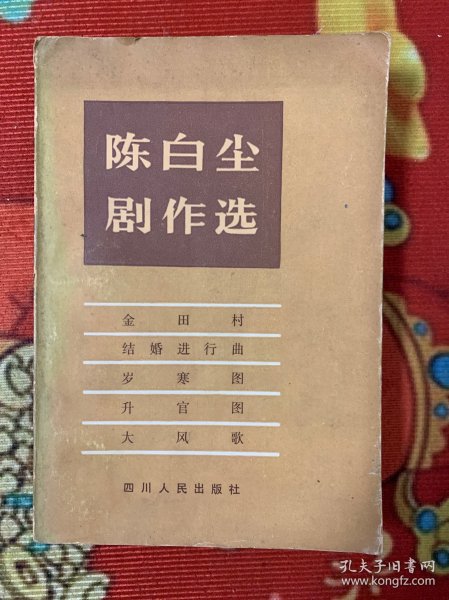 陈白尘
剧作选
金田村
结婚进行曲
岁寒图
升官图
大风歌
四川人民出版社
孔夫子旧书网
www.kongfz.com